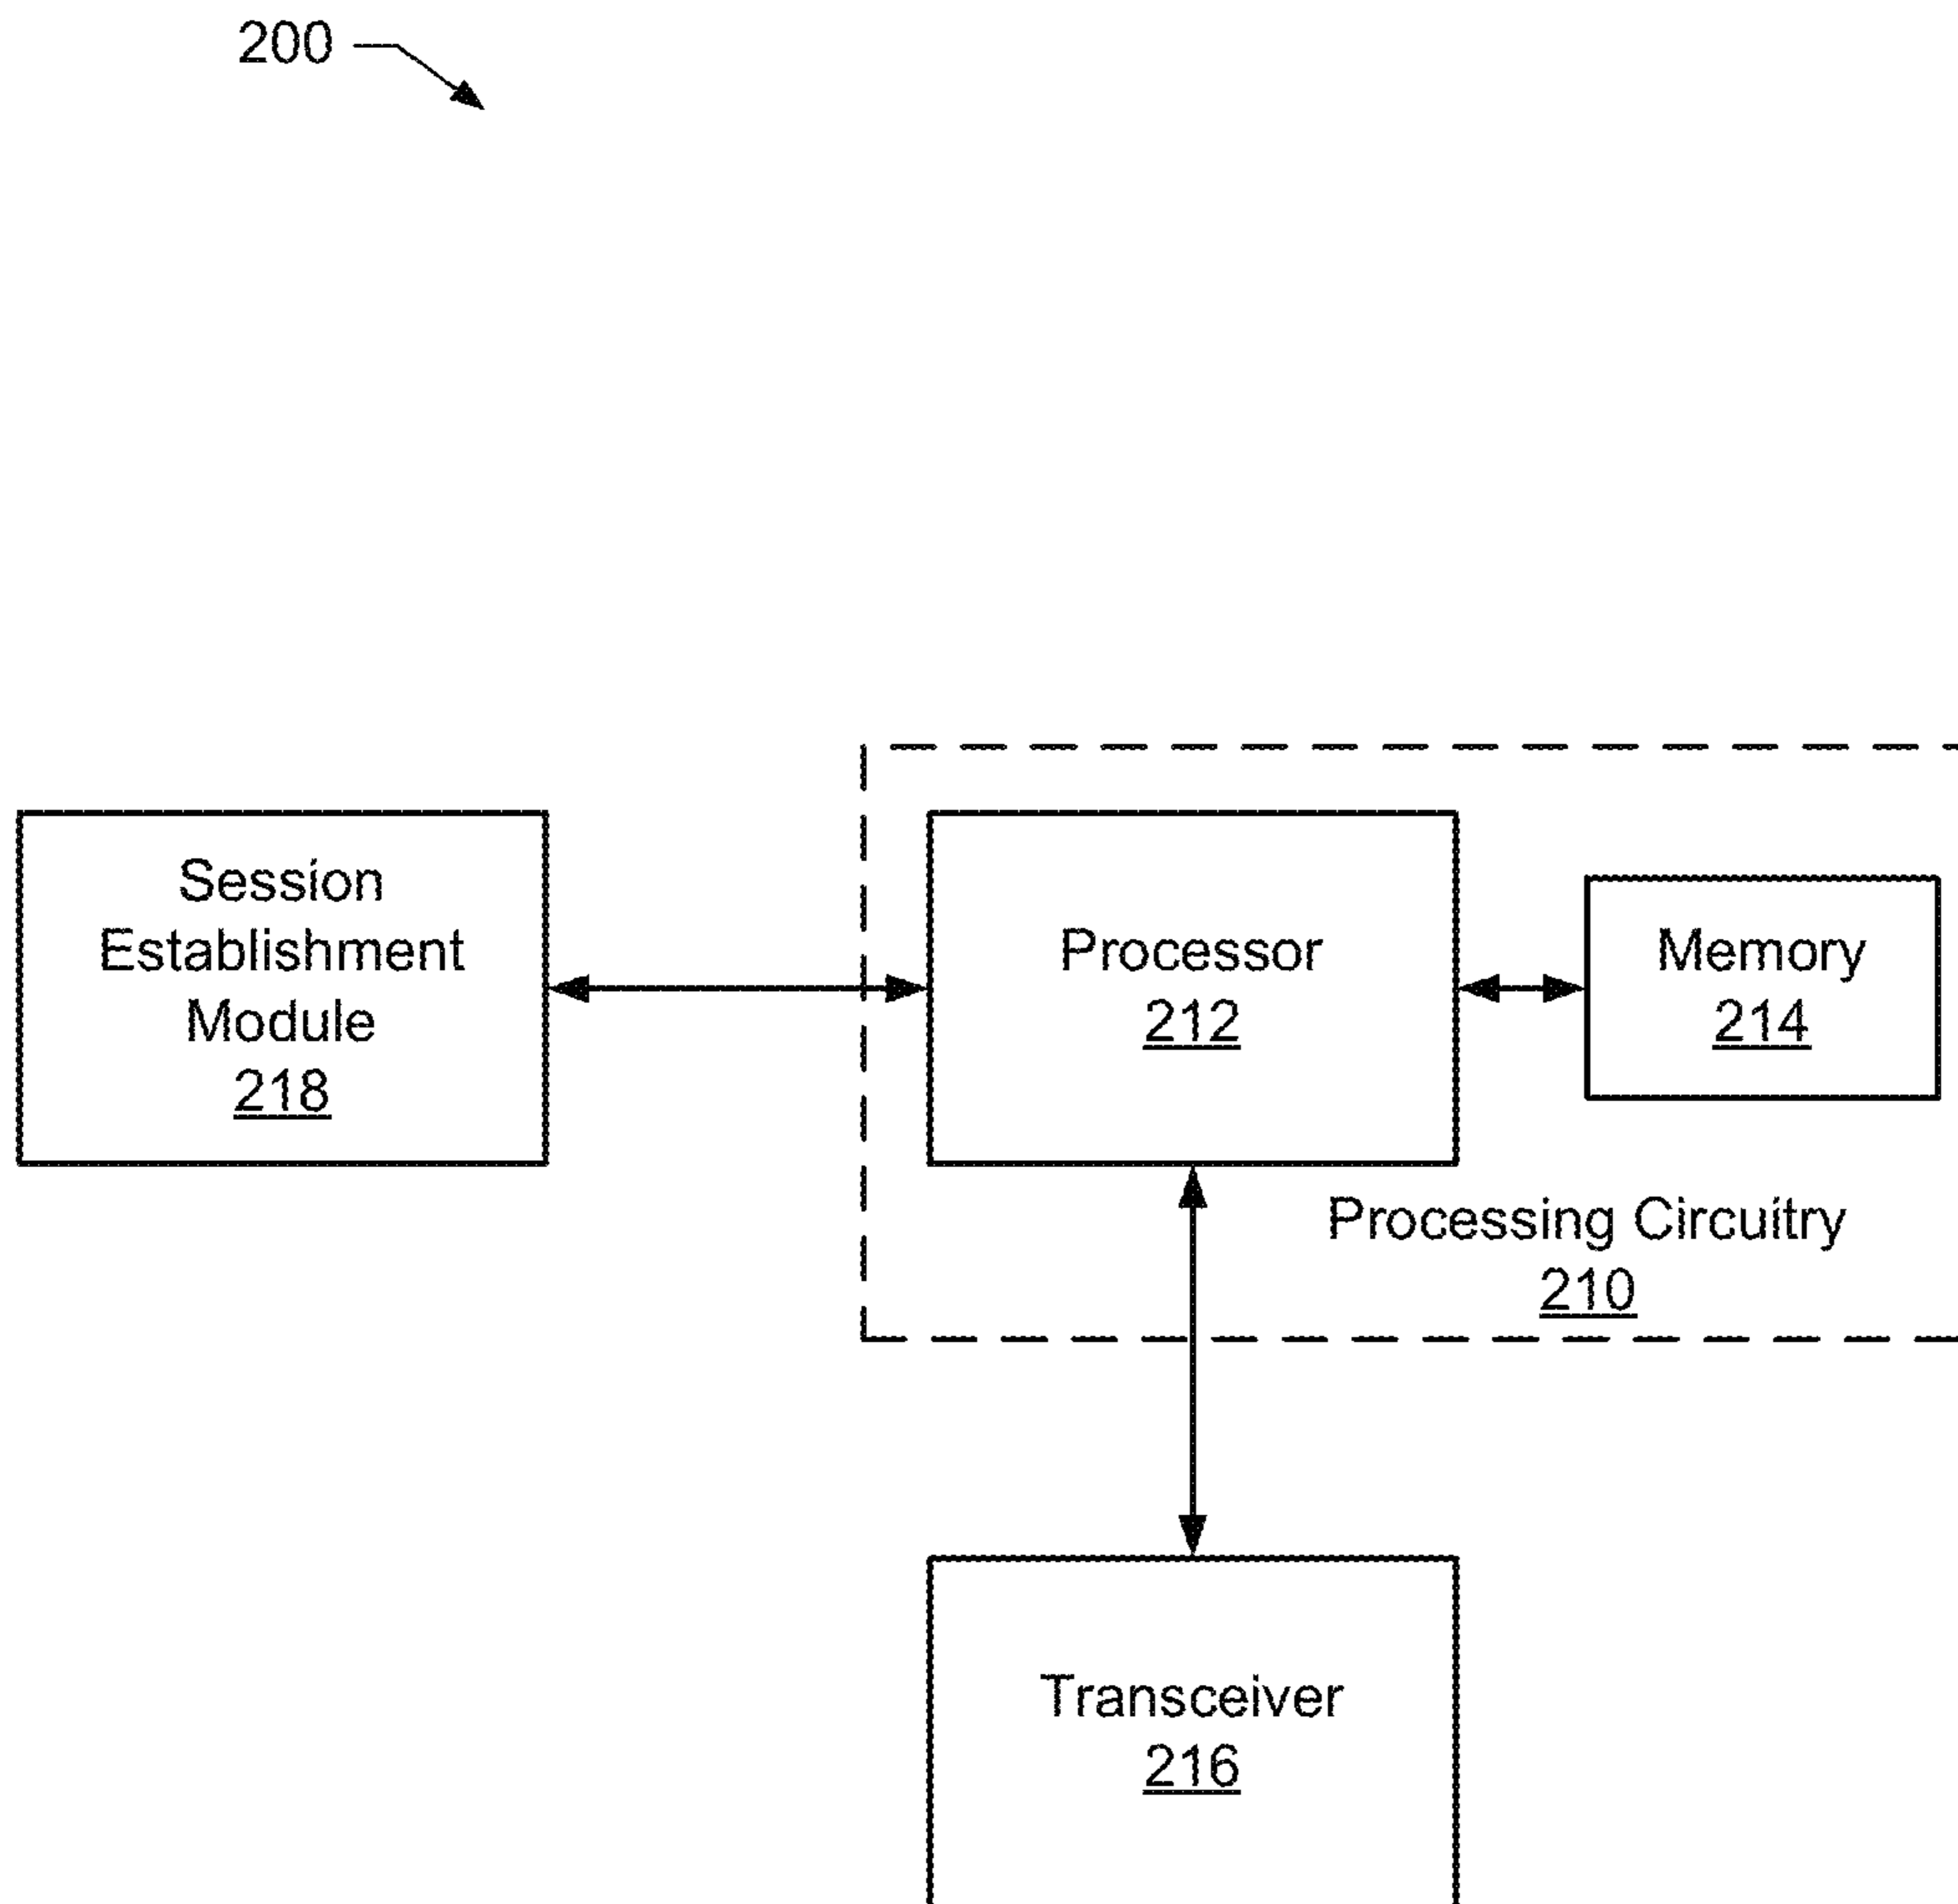 200
Session
Establishment
Module
218
Processor
212
Memory
214
Processing Circuitry
210
Transceiver
216